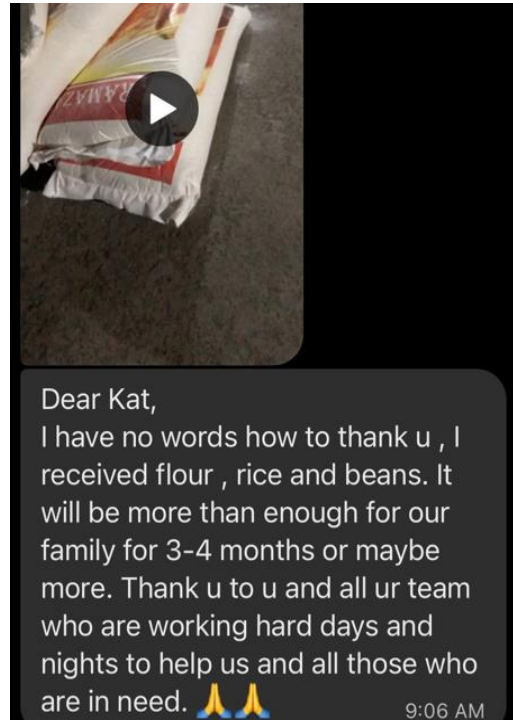 Dear Kat,
I have no words how to thank u , I
received flour , rice and beans. It
will be more than enough for our
family for 3-4 months or maybe
more. Thank u to u and all ur team
who are working hard days and
nights to help us and all those who
are in need. 🙏🙏
9:06 AM